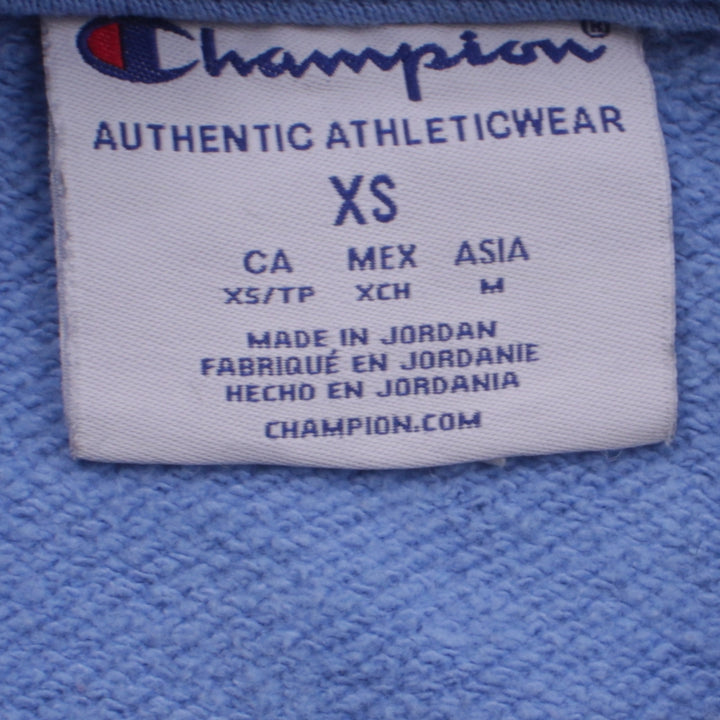 Champion®
AUTHENTIC ATHLETICWEAR
XS
CA MEX ASIA
XS/TP XCH M
MADE IN JORDAN
FABRIQUÉ EN JORDANIE
HECHO EN JORDANIA
CHAMPION.COM